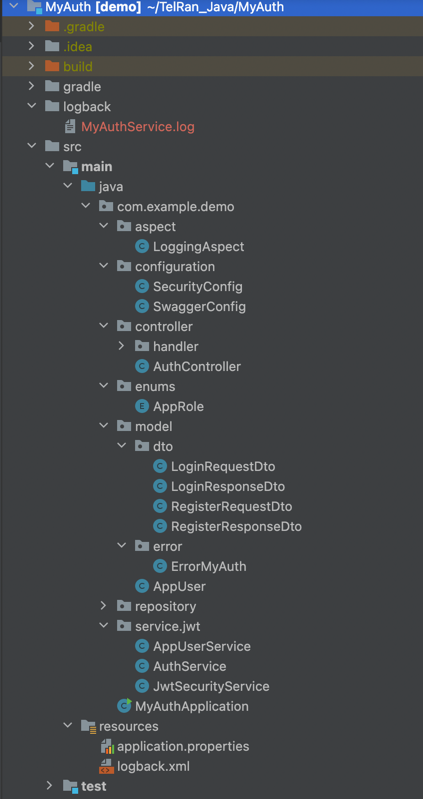 MyAuth [demo] ~/TelRan_Java/MyAuth
.gradle
.idea
build
gradle
logback
MyAuthService.log
src
main
java
com.example.demo
aspect
LoggingAspect
configuration
SecurityConfig
SwaggerConfig
controller
handler
AuthController
enums
AppRole
model
dto
LoginRequestDto
LoginResponseDto
RegisterRequestDto
RegisterResponseDto
error
ErrorMyAuth
AppUser
repository
service.jwt
AppUserService
AuthService
JwtSecurityService
MyAuthApplication
resources
application.properties
logback.xml
test